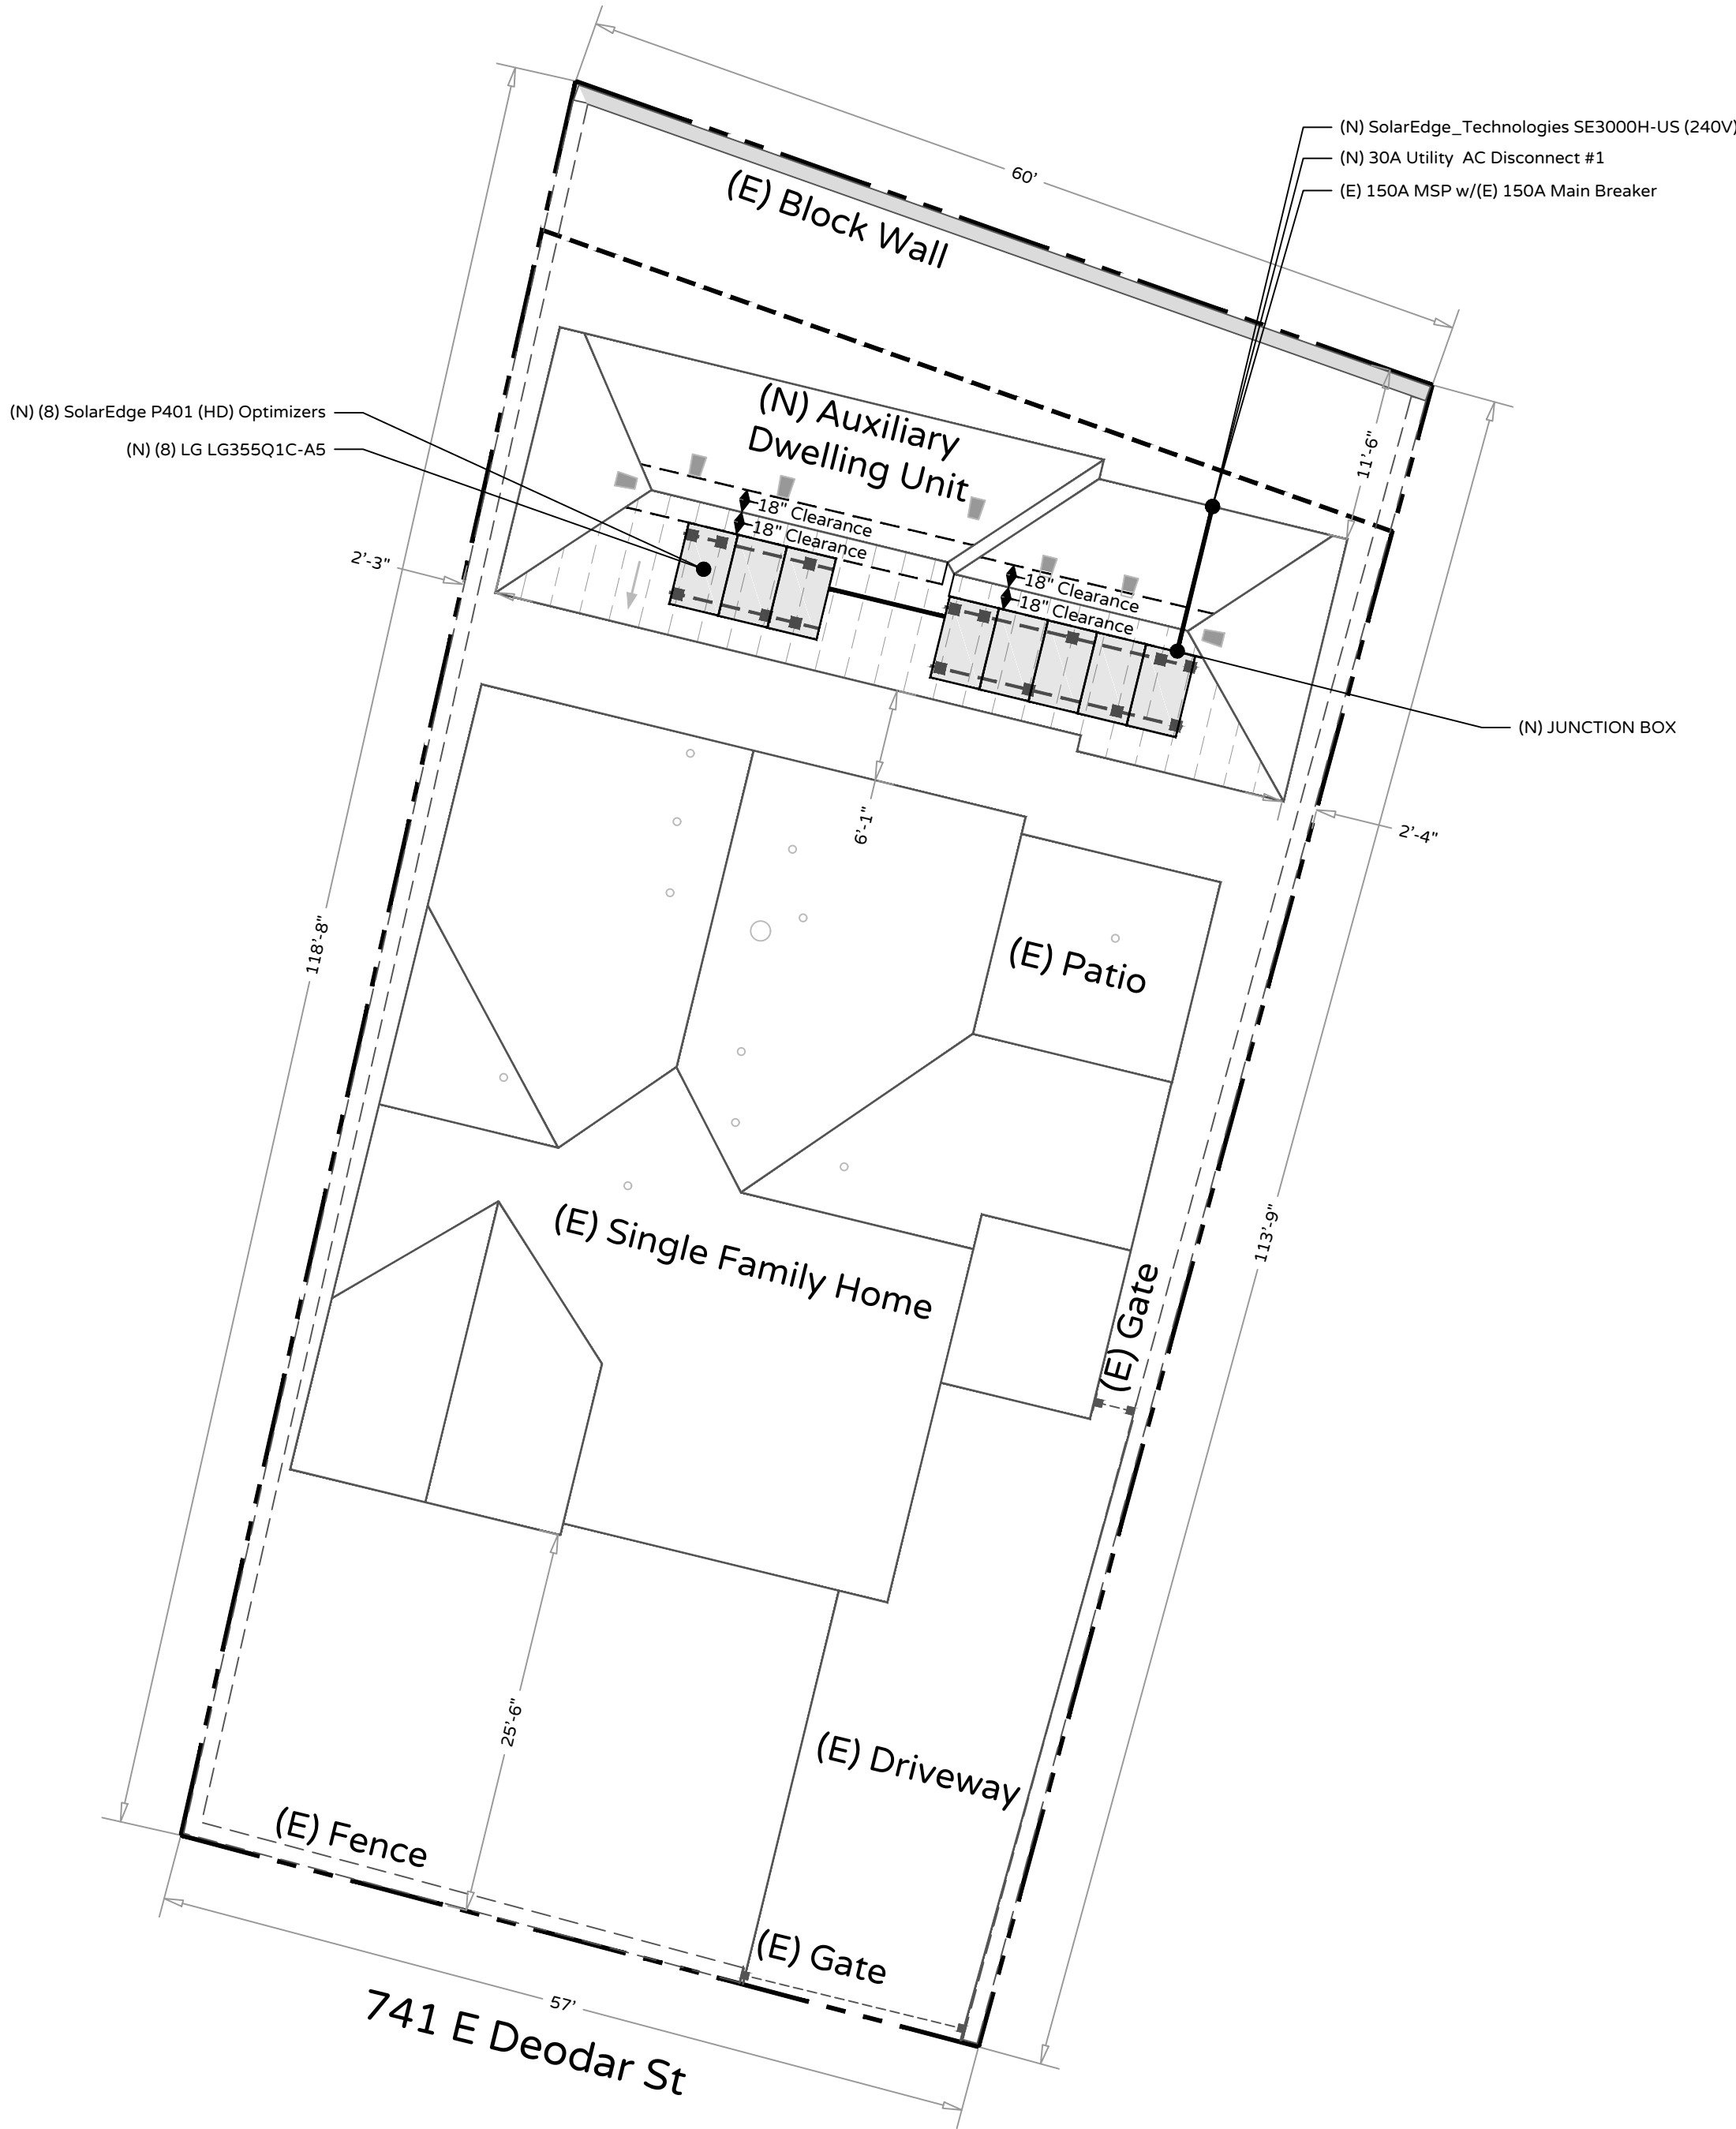 60'
(N) SolarEdge_Technologies SE3000H-US (240V)
(N) 30A Utility  AC Disconnect #1
(E) 150A MSP w/(E) 150A Main Breaker
(E) Block Wall
(N) (8) SolarEdge P401 (HD) Optimizers
(N) (8) LG LG355Q1C-A5
(N) Auxiliary
Dwelling Unit
11'-6"
18" Clearance
18" Clearance
18" Clearance
18" Clearance
2'-3"
(N) JUNCTION BOX
6'-1"
2'-4"
118'-8"
(E) Patio
113'-9"
(E) Single Family Home
(E) Gate
25'-6"
(E) Driveway
(E) Fence
(E) Gate
57'
741 E Deodar St